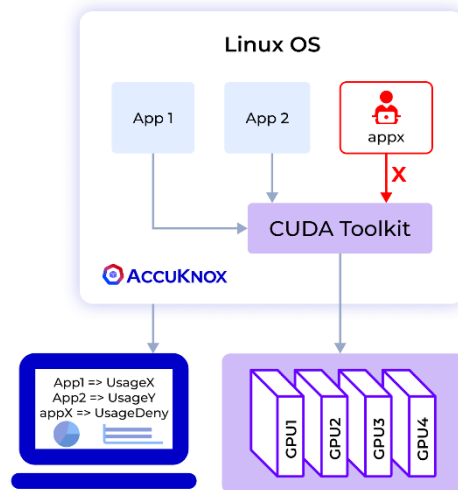 Linux OS
App 1
App 2
appx
X
CUDA Toolkit
ACCUKNOX
App1 => UsageX
App2 => UsageY
appX => UsageDeny
GPU1
GPU2
GPU3
GPU4